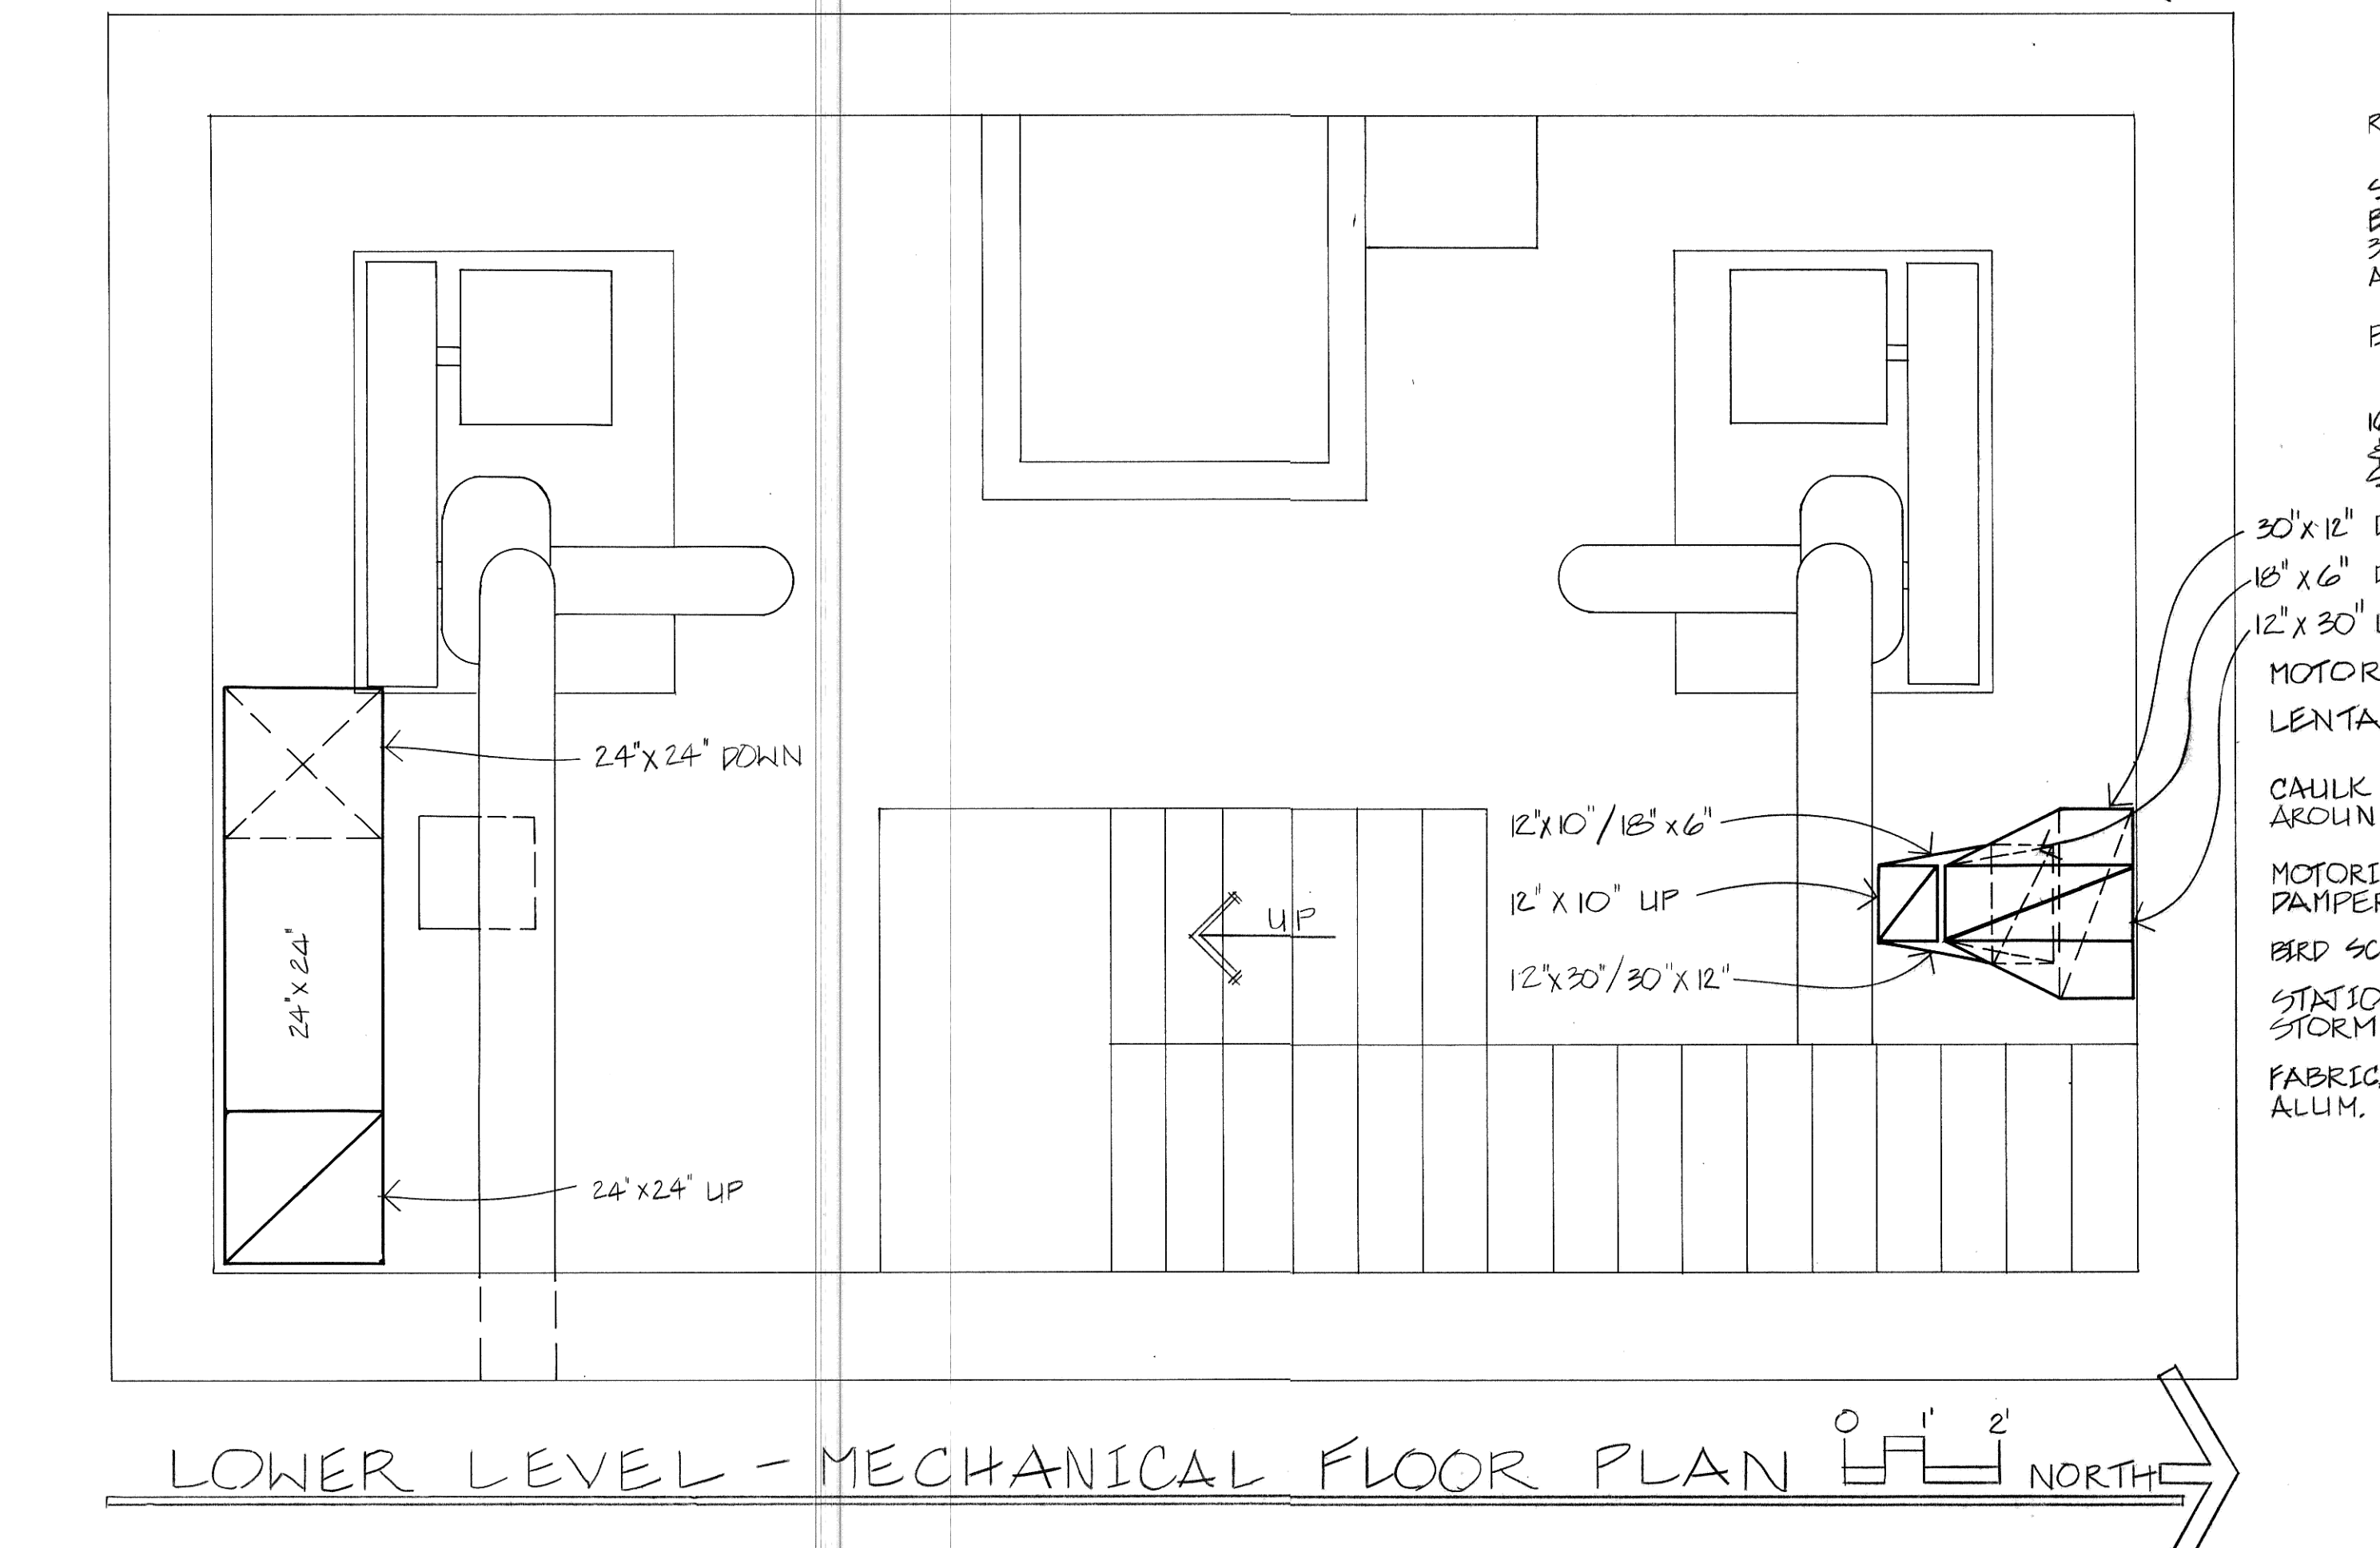 24"X24" DOWN
24"X24"
24"X24" UP
UP
12"X10"/18"X6"
12" X 10" UP
12"X30"/30"X12"
30"X12"
18" X 6"
12"X 30"
MOTOR
LENTA
CAULK
AROUN
MOTORI
DAMPER
BIRD SC
STATIO
STORM
FABRIC
ALUM.
0 1' 2'
LOWER LEVEL - MECHANICAL FLOOR PLAN
NORTH